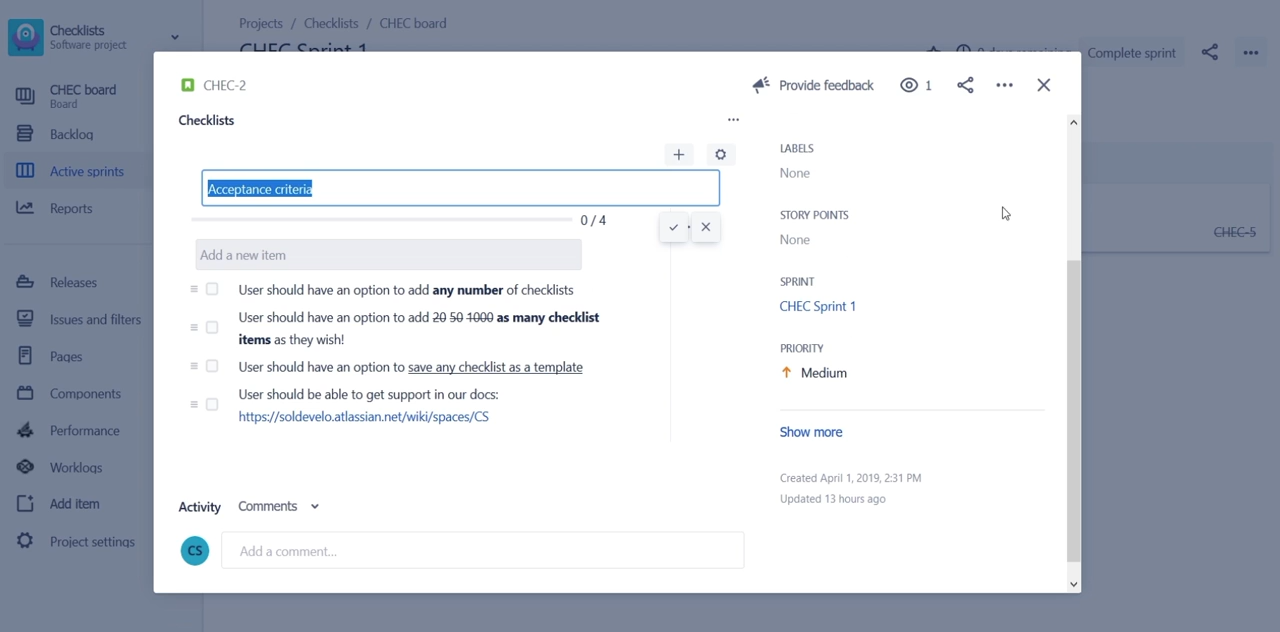 Checklists
Software project
CHEC board
Board
Backlog
Active sprints
Reports
Releases
Issues and filters
Pages
Components
Performance
Worklogs
Add item
Project settings
Projects / Checklists / CHEC board
CHEC Sprint 1
Complete sprint
CHEC-5
CHEC-2
Provide feedback
1
Checklists
Acceptance criteria
0 / 4
Add a new item
User should have an option to add any number of checklists
User should have an option to add 20 50 1000 as many checklist
items as they wish!
User should have an option to save any checklist as a template
User should be able to get support in our docs:
https://soldevelo.atlassian.net/wiki/spaces/CS
Activity Comments
CS
Add a comment...
LABELS
None
STORY POINTS
None
SPRINT
CHEC Sprint 1
PRIORITY
Medium
Show more
Created April 1, 2019, 2:31 PM
Updated 13 hours ago